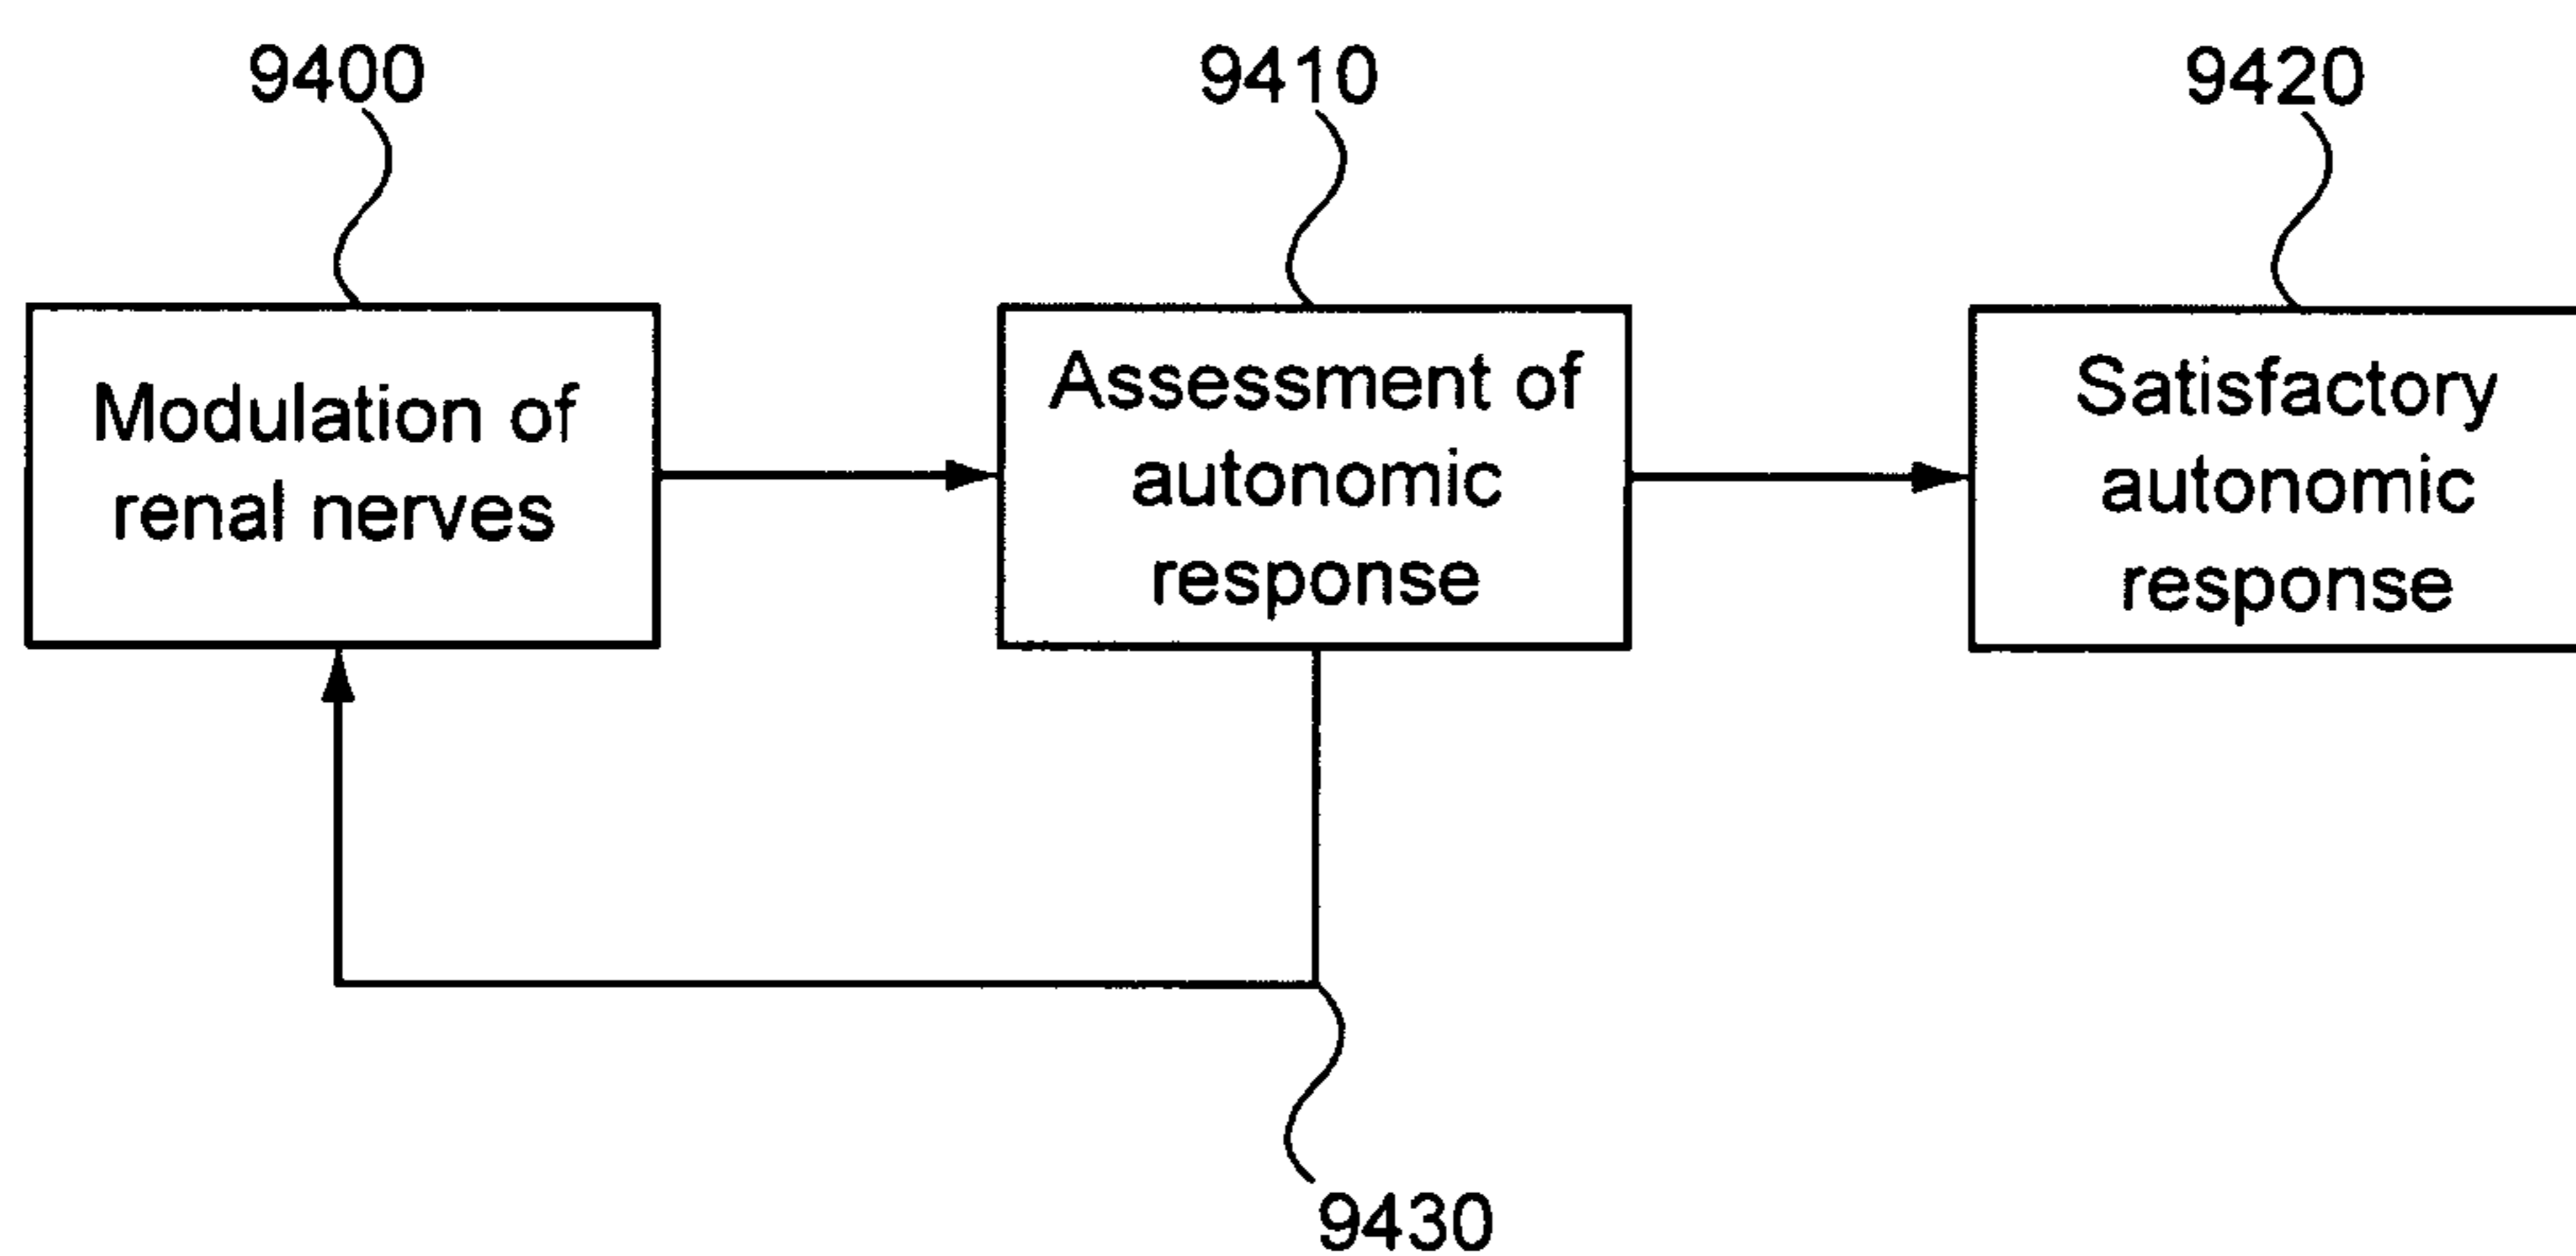 9400
9410
9420
Modulation of
renal nerves
Assessment of
autonomic
response
Satisfactory
autonomic
response
9430